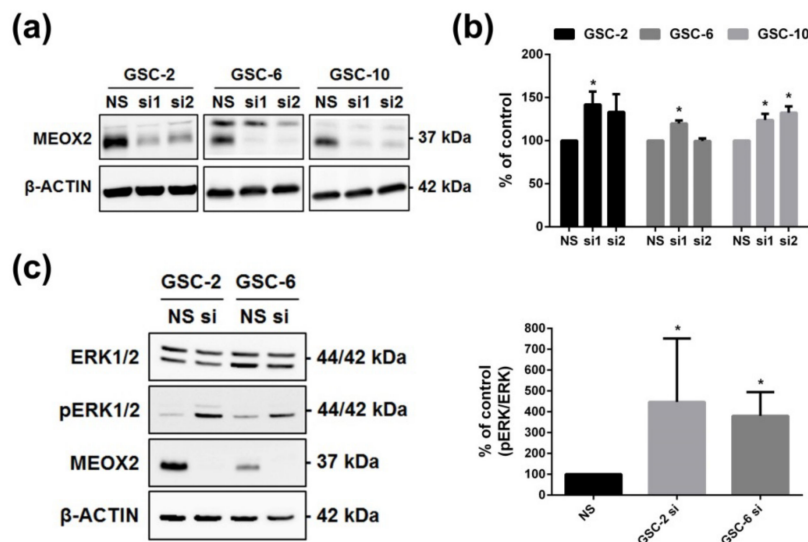 (a)
GSC-2 GSC-6 GSC-10
NS si1 si2 NS si1 si2 NS si1 si2
MEOX2 37 kDa
β-ACTIN 42 kDa
(b)
GSC-2 GSC-6 GSC-10
% of control
200
150
100
50
0
* * * *
NS si1 si2 NS si1 si2 NS si1 si2
(c)
GSC-2 GSC-6
NS si NS si
ERK1/2 44/42 kDa
pERK1/2 44/42 kDa
MEOX2 37 kDa
β-ACTIN 42 kDa
% of control
(pERK/ERK)
800
700
600
500
400
300
200
100
0
* *
NS GSC-2 si GSC-6 si